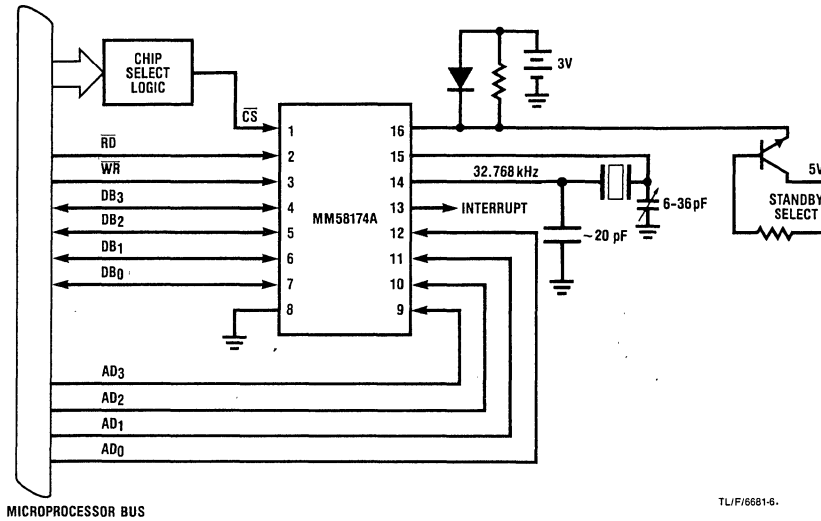 CHIP
SELECT
LOGIC
3V
CS
1
16
RD
2
15
5V
WR
3
14
32.768 kHz
STANDBY
SELECT
DB3
4
MM58174A
13
INTERRUPT
6-36pF
DB2
5
12
~20 pF
DB1
6
11
DB0
7
10
8
9
AD3
AD2
AD1
AD0
MICROPROCESSOR BUS
TL/F/6681-6.